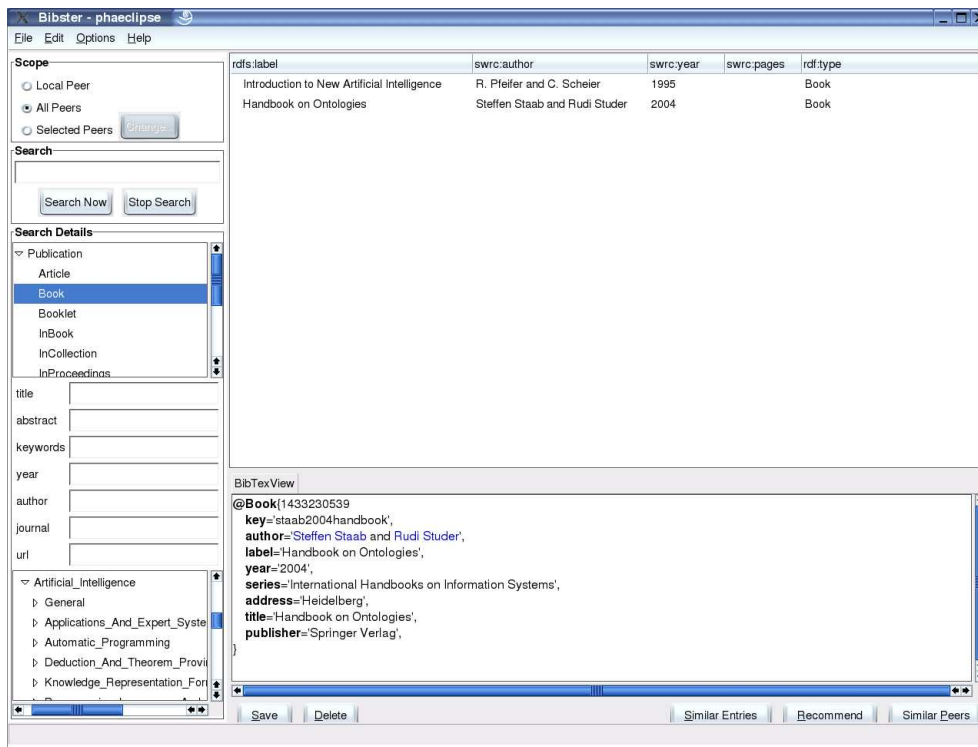 Bibster - phaeclipse
File Edit Options Help
Scope
Local Peer
All Peers
Selected Peers Change...
Search
Search Now Stop Search
Search Details
Publication
Article
Book
Booklet
InBook
InCollection
InProceedings
title
abstract
keywords
year
author
journal
url
Artificial_Intelligence
General
Applications_And_Expert_Syste
Automatic_Programming
Deduction_And_Theorem_Provi
Knowledge_Representation_For
rdfs:label swrc:author swrc:year swrc:pages rdf:type
Introduction to New Artificial Intelligence R. Pfeifer and C. Scheier 1995 Book
Handbook on Ontologies Steffen Staab and Rudi Studer 2004 Book
BibTexView
@Book{1433230539
key='staab2004handbook',
author='Steffen Staab and Rudi Studer',
label='Handbook on Ontologies',
year='2004',
series='International Handbooks on Information Systems',
address='Heidelberg',
title='Handbook on Ontologies',
publisher='Springer Verlag',
}
Save Delete Similar Entries Recommend Similar Peers